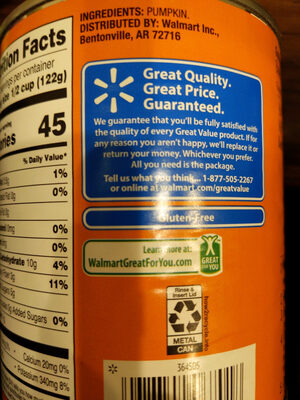 INGREDIENTS: PUMPKIN.
DISTRIBUTED BY: Walmart Inc.,
Bentonville, AR 72716
Facts
per container
1/2 cup (122g)
45
% Daily Value*
1%
0%
0mg 0%
0%
10g 4%
11%
Added Sugars 0%
0%
Calcium 20mg 0%
Potassium 340mg 8%
Great Quality.
Great Price.
Guaranteed.
We guarantee that you'll be fully satisfied with
the quality of every Great Value product. If for
any reason you aren't happy, we'll replace it or
return your money. Whichever you prefer.
All you need is the package.
Tell us what you think... 1-877-505-2267
or online at walmart.com/greatvalue
Gluten-Free
Learn more at:
WalmartGreatForYou.com
GREAT
FOR YOU
Rinse &
Insert Lid
METAL
CAN
how2recycle.info
364505